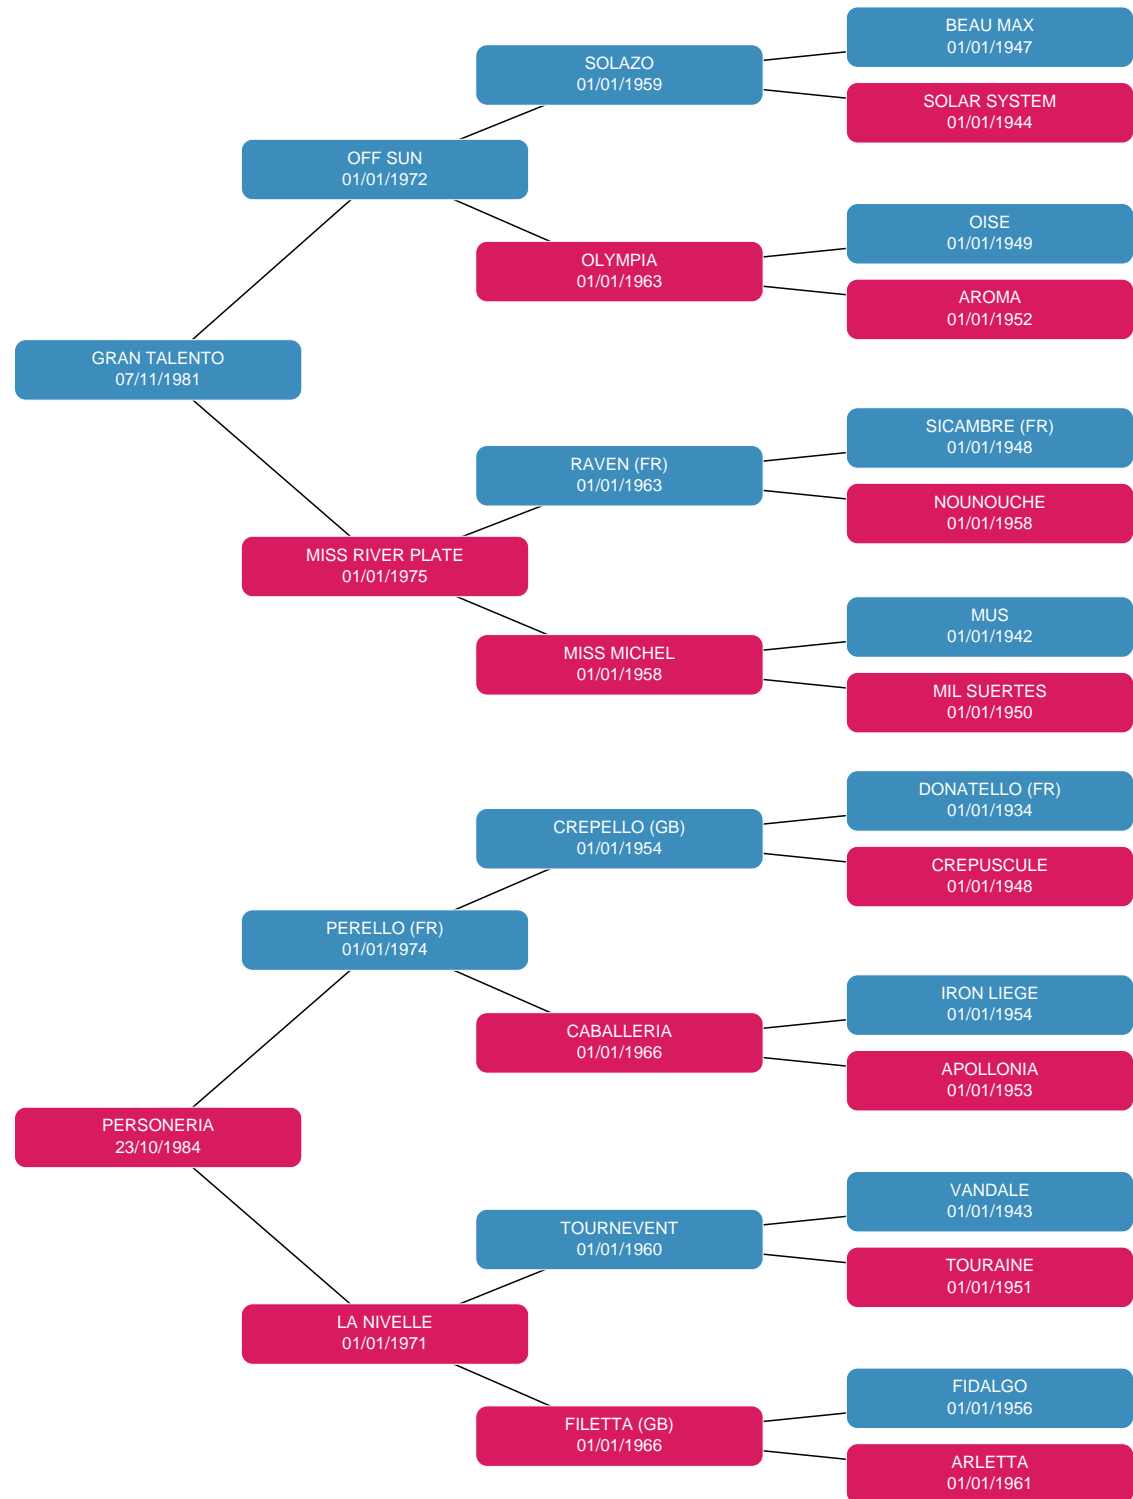 BEAU MAX
01/01/1947
SOLAZO
01/01/1959
SOLAR SYSTEM
01/01/1944
OFF SUN
01/01/1972
OISE
01/01/1949
OLYMPIA
01/01/1963
AROMA
01/01/1952
GRAN TALENTO
07/11/1981
SICAMBRE (FR)
01/01/1948
RAVEN (FR)
01/01/1963
NOUNOUCHE
01/01/1958
MISS RIVER PLATE
01/01/1975
MUS
01/01/1942
MISS MICHEL
01/01/1958
MIL SUERTES
01/01/1950
DONATELLO (FR)
01/01/1934
CREPELLO (GB)
01/01/1954
CREPUSCULE
01/01/1948
PERELLO (FR)
01/01/1974
IRON LIEGE
01/01/1954
CABALLERIA
01/01/1966
APOLLONIA
01/01/1953
PERSONERIA
23/10/1984
VANDALE
01/01/1943
TOURNEVENT
01/01/1960
TOURAINE
01/01/1951
LA NIVELLE
01/01/1971
FIDALGO
01/01/1956
FILETTA (GB)
01/01/1966
ARLETTA
01/01/1961